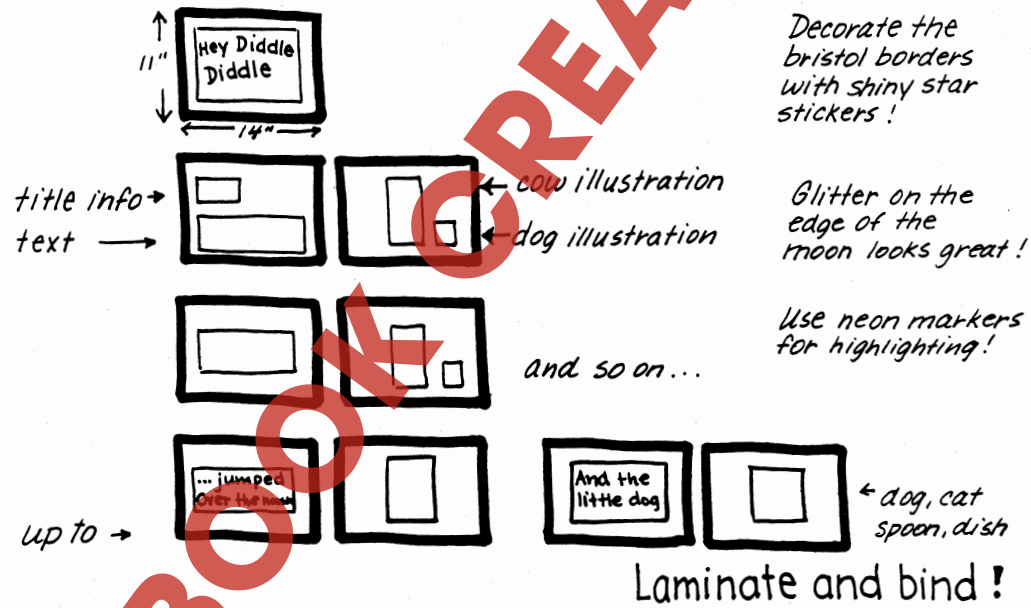 Hey Diddle
Diddle
11"
14"
Decorate the
bristol borders
with shiny star
stickers !
title info
text
cow illustration
dog illustration
Glitter on the
edge of the
moon looks great !
Use neon markers
for highlighting !
and so on...
up to
... jumped
Over the moon
And the
little dog
dog, cat
spoon, dish
Laminate and bind !
BOOK CREA